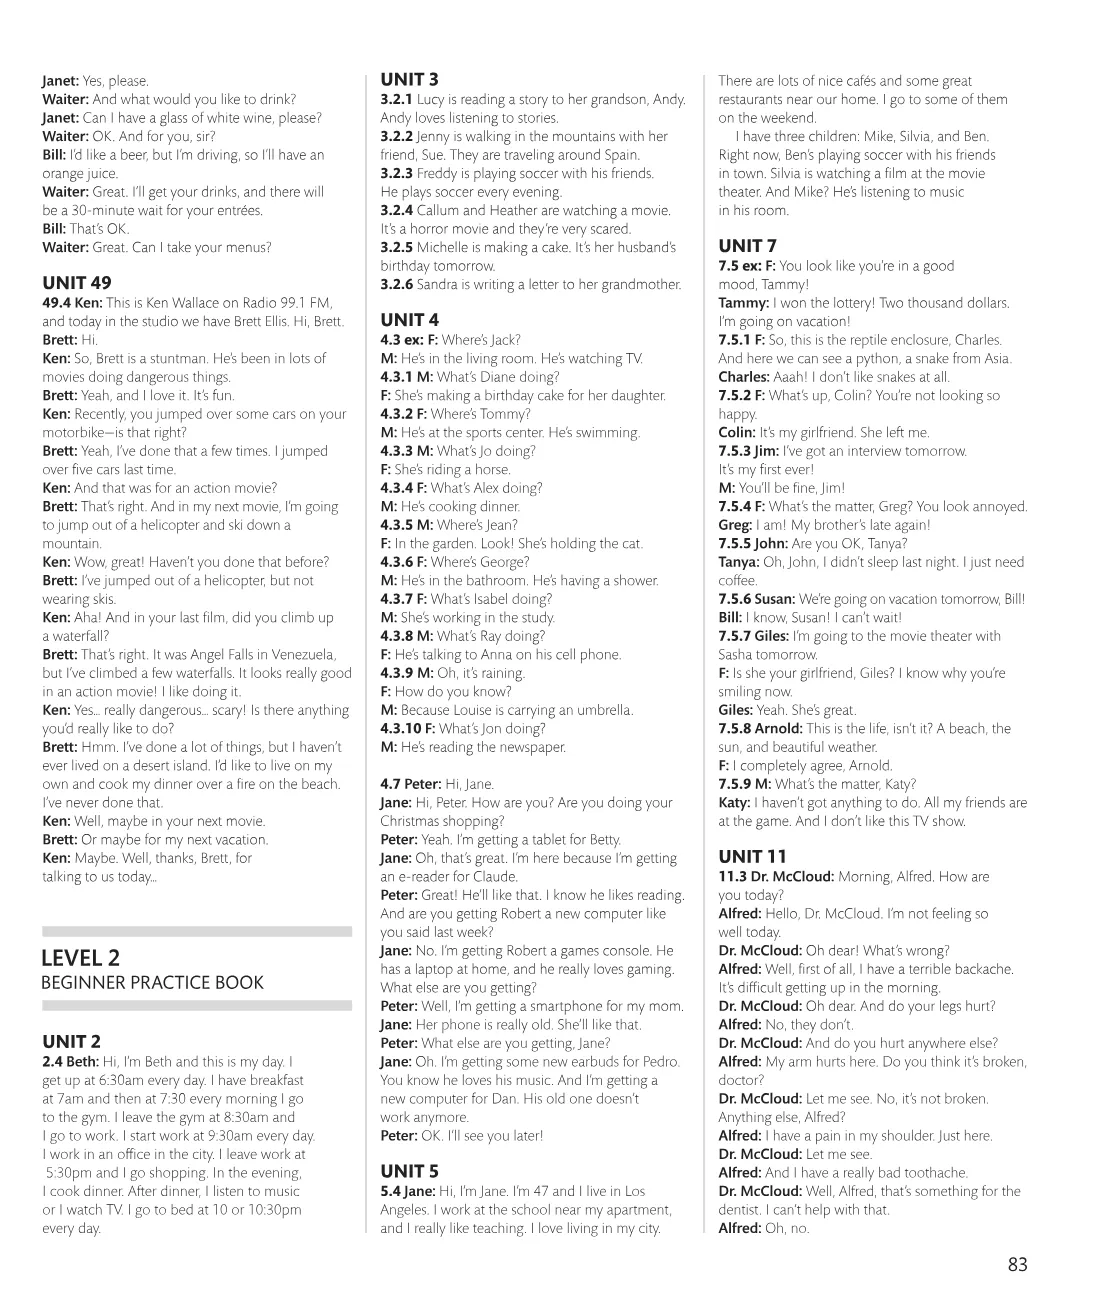 Janet: Yes, please.
Waiter: And what would you like to drink?
Janet: Can I have a glass of white wine, please?
Waiter: OK. And for you, sir?
Bill: I'd like a beer, but I'm driving, so I'll have an
orange juice.
Waiter: Great. I'll get your drinks, and there will
be a 30-minute wait for your entrées.
Bill: That's OK.
Waiter: Great. Can I take your menus?
UNIT 49
49.4 Ken: This is Ken Wallace on Radio 99.1 FM,
and today in the studio we have Brett Ellis. Hi, Brett.
Brett: Hi.
Ken: So, Brett is a stuntman. He's been in lots of
movies doing dangerous things.
Brett: Yeah, and I love it. It's fun.
Ken: Recently, you jumped over some cars on your
motorbike—is that right?
Brett: Yeah, I've done that a few times. I jumped
over five cars last time.
Ken: And that was for an action movie?
Brett: That's right. And in my next movie, I'm going
to jump out of a helicopter and ski down a
mountain.
Ken: Wow, great! Haven't you done that before?
Brett: I've jumped out of a helicopter, but not
wearing skis.
Ken: Aha! And in your last film, did you climb up
a waterfall?
Brett: That's right. It was Angel Falls in Venezuela,
but I've climbed a few waterfalls. It looks really good
in an action movie! I like doing it.
Ken: Yes... really dangerous... scary! Is there anything
you'd really like to do?
Brett: Hmm. I've done a lot of things, but I haven't
ever lived on a desert island. I'd like to live on my
own and cook my dinner over a fire on the beach.
I've never done that.
Ken: Well, maybe in your next movie.
Brett: Or maybe for my next vacation.
Ken: Maybe. Well, thanks, Brett, for
talking to us today...
LEVEL 2
BEGINNER PRACTICE BOOK
UNIT 2
2.4 Beth: Hi, I'm Beth and this is my day. I
get up at 6:30am every day. I have breakfast
at 7am and then at 7:30 every morning I go
to the gym. I leave the gym at 8:30am and
I go to work. I start work at 9:30am every day.
I work in an office in the city. I leave work at
5:30pm and I go shopping. In the evening,
I cook dinner. After dinner, I listen to music
or I watch TV. I go to bed at 10 or 10:30pm
every day.
UNIT 3
3.2.1 Lucy is reading a story to her grandson, Andy.
Andy loves listening to stories.
3.2.2 Jenny is walking in the mountains with her
friend, Sue. They are traveling around Spain.
3.2.3 Freddy is playing soccer with his friends.
He plays soccer every evening.
3.2.4 Callum and Heather are watching a movie.
It's a horror movie and they're very scared.
3.2.5 Michelle is making a cake. It's her husband's
birthday tomorrow.
3.2.6 Sandra is writing a letter to her grandmother.
UNIT 4
4.3 ex: F: Where's Jack?
M: He's in the living room. He's watching TV.
4.3.1 M: What's Diane doing?
F: She's making a birthday cake for her daughter.
4.3.2 F: Where's Tommy?
M: He's at the sports center. He's swimming.
4.3.3 M: What's Jo doing?
F: She's riding a horse.
4.3.4 F: What's Alex doing?
M: He's cooking dinner.
4.3.5 M: Where's Jean?
F: In the garden. Look! She's holding the cat.
4.3.6 F: Where's George?
M: He's in the bathroom. He's having a shower.
4.3.7 F: What's Isabel doing?
M: She's working in the study.
4.3.8 M: What's Ray doing?
F: He's talking to Anna on his cell phone.
4.3.9 M: Oh, it's raining.
F: How do you know?
M: Because Louise is carrying an umbrella.
4.3.10 F: What's Jon doing?
M: He's reading the newspaper.
4.7 Peter: Hi, Jane.
Jane: Hi, Peter. How are you? Are you doing your
Christmas shopping?
Peter: Yeah. I'm getting a tablet for Betty.
Jane: Oh, that's great. I'm here because I'm getting
an e-reader for Claude.
Peter: Great! He'll like that. I know he likes reading.
And are you getting Robert a new computer like
you said last week?
Jane: No. I'm getting Robert a games console. He
has a laptop at home, and he really loves gaming.
What else are you getting?
Peter: Well, I'm getting a smartphone for my mom.
Jane: Her phone is really old. She'll like that.
Peter: What else are you getting, Jane?
Jane: Oh. I'm getting some new earbuds for Pedro.
You know he loves his music. And I'm getting a
new computer for Dan. His old one doesn't
work anymore.
Peter: OK. I'll see you later!
UNIT 5
5.4 Jane: Hi, I'm Jane. I'm 47 and I live in Los
Angeles. I work at the school near my apartment,
and I really like teaching. I love living in my city.
There are lots of nice cafés and some great
restaurants near our home. I go to some of them
on the weekend.
I have three children: Mike, Silvia, and Ben.
Right now, Ben's playing soccer with his friends
in town. Silvia is watching a film at the movie
theater. And Mike? He's listening to music
in his room.
UNIT 7
7.5 ex: F: You look like you're in a good
mood, Tammy!
Tammy: I won the lottery! Two thousand dollars.
I'm going on vacation!
7.5.1 F: So, this is the reptile enclosure, Charles.
And here we can see a python, a snake from Asia.
Charles: Aaah! I don't like snakes at all.
7.5.2 F: What's up, Colin? You're not looking so
happy.
Colin: It's my girlfriend. She left me.
7.5.3 Jim: I've got an interview tomorrow.
It's my first ever!
M: You'll be fine, Jim!
7.5.4 F: What's the matter, Greg? You look annoyed.
Greg: I am! My brother's late again!
7.5.5 John: Are you OK, Tanya?
Tanya: Oh, John, I didn't sleep last night. I just need
coffee.
7.5.6 Susan: We're going on vacation tomorrow, Bill!
Bill: I know, Susan! I can't wait!
7.5.7 Giles: I'm going to the movie theater with
Sasha tomorrow.
F: Is she your girlfriend, Giles? I know why you're
smiling now.
Giles: Yeah. She's great.
7.5.8 Arnold: This is the life, isn't it? A beach, the
sun, and beautiful weather.
F: I completely agree, Arnold.
7.5.9 M: What's the matter, Katy?
Katy: I haven't got anything to do. All my friends are
at the game. And I don't like this TV show.
UNIT 11
11.3 Dr. McCloud: Morning, Alfred. How are
you today?
Alfred: Hello, Dr. McCloud. I'm not feeling so
well today.
Dr. McCloud: Oh dear! What's wrong?
Alfred: Well, first of all, I have a terrible backache.
It's difficult getting up in the morning.
Dr. McCloud: Oh dear. And do your legs hurt?
Alfred: No, they don't.
Dr. McCloud: And do you hurt anywhere else?
Alfred: My arm hurts here. Do you think it's broken,
doctor?
Dr. McCloud: Let me see. No, it's not broken.
Anything else, Alfred?
Alfred: I have a pain in my shoulder. Just here.
Dr. McCloud: Let me see.
Alfred: And I have a really bad toothache.
Dr. McCloud: Well, Alfred, that's something for the
dentist. I can't help with that.
Alfred: Oh, no.
83